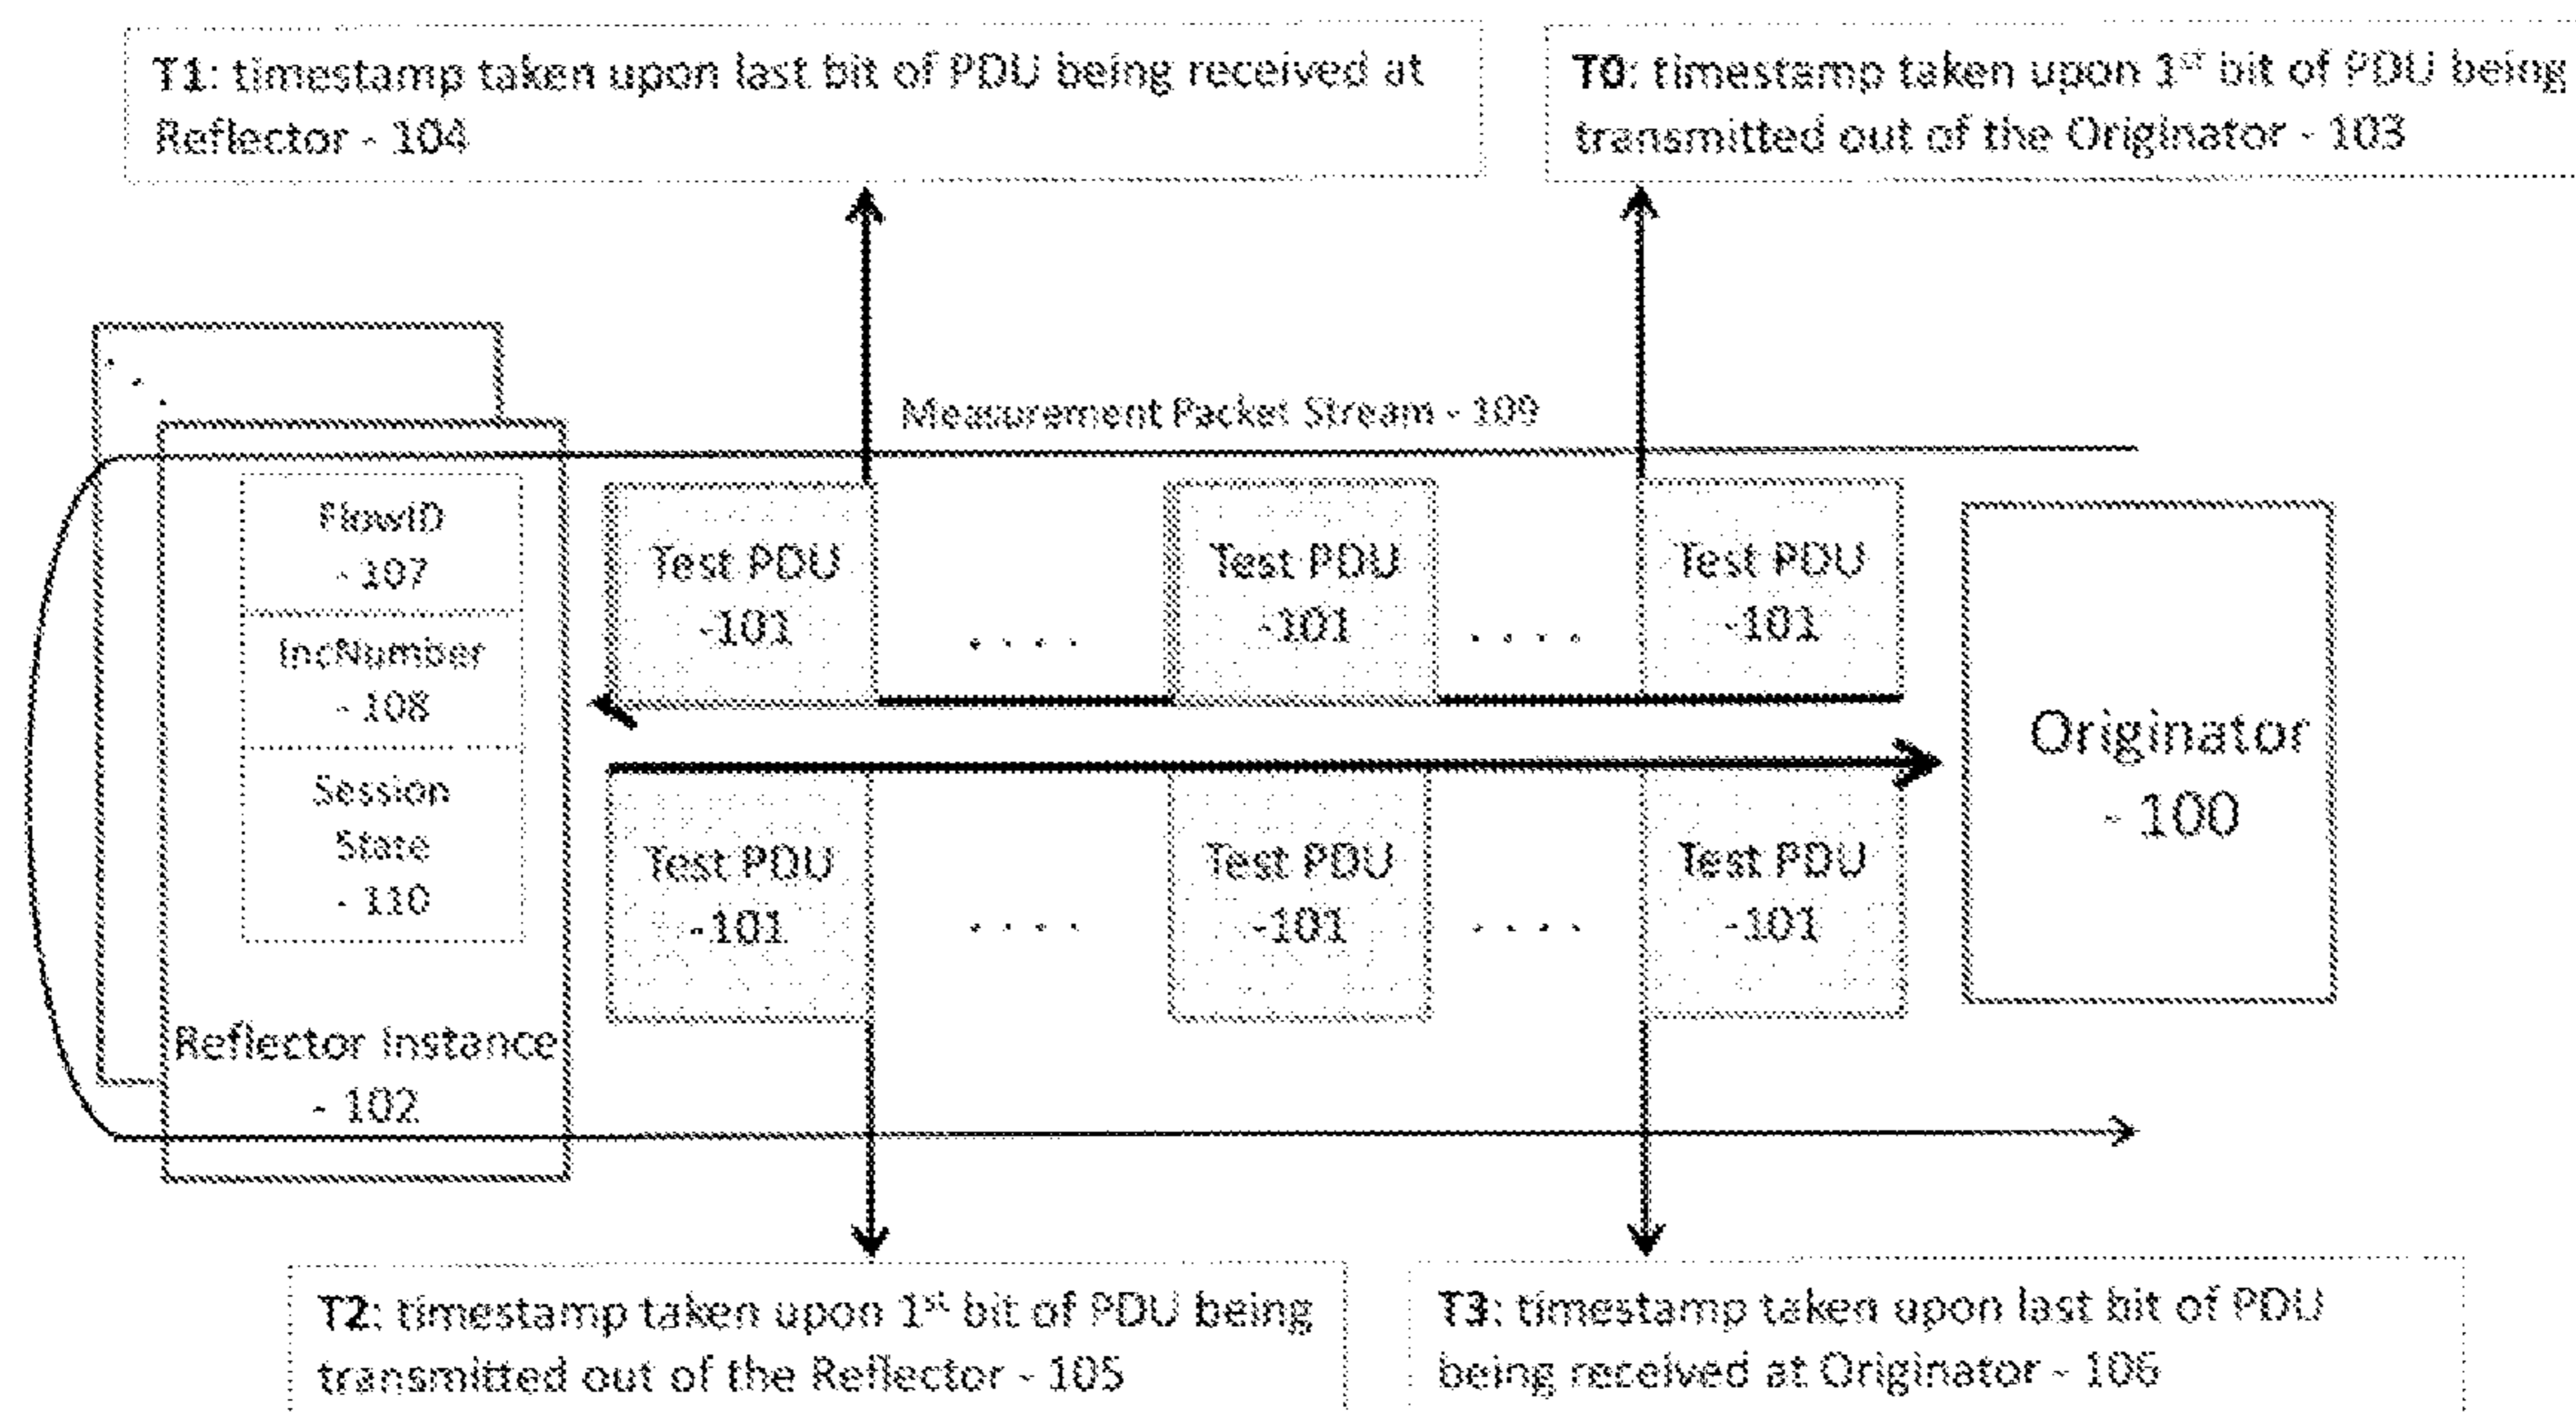 T1: timestamp taken upon last bit of PDU being received at
Reflector - 104
T0: timestamp taken upon 1st bit of PDU being
transmitted out of the Originator - 103
Measurement Packet Stream - 109
FlowID
- 107
IncNumber
- 108
Session
State
- 110
Reflector Instance
- 102
Test PDU
-101
. . . .
Test PDU
-101
. . . .
Test PDU
-101
Test PDU
-101
. . . .
Test PDU
-101
. . . .
Test PDU
-101
Originator
- 100
T2: timestamp taken upon 1st bit of PDU being
transmitted out of the Reflector - 105
T3: timestamp taken upon last bit of PDU
being received at Originator - 106